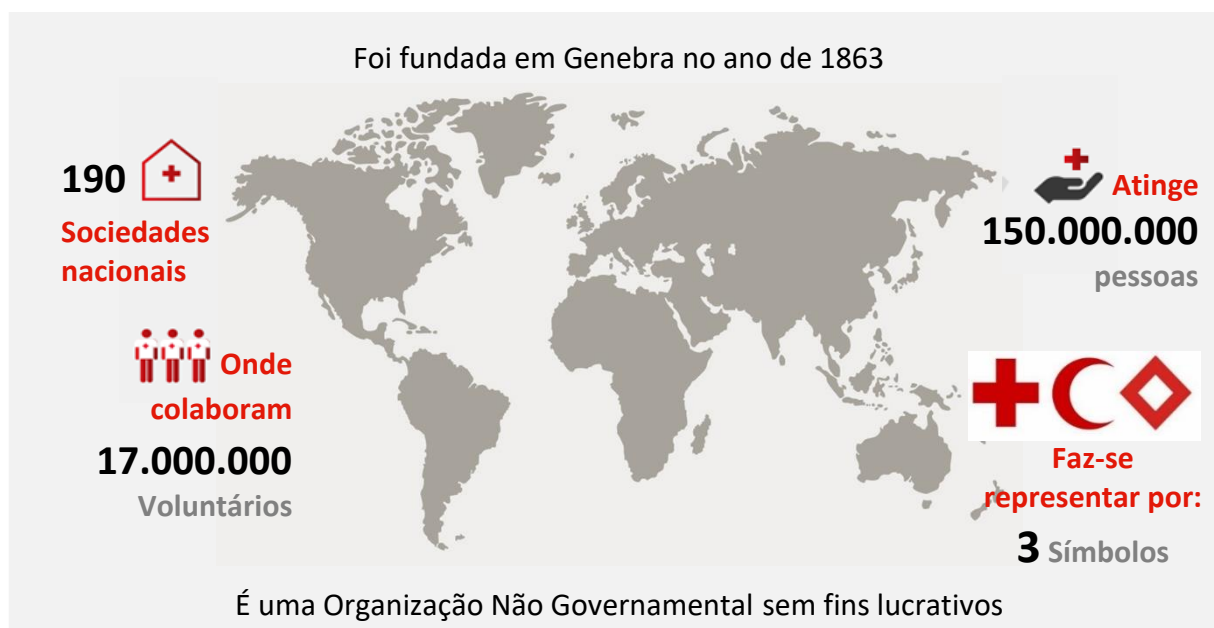 Foi fundada em Genebra no ano de 1863
190
Sociedades
nacionais
Onde
colaboram
17.000.000
Voluntários
Atinge
150.000.000
pessoas
Faz-se
representar por:
3 Símbolos
É uma Organização Não Governamental sem fins lucrativos